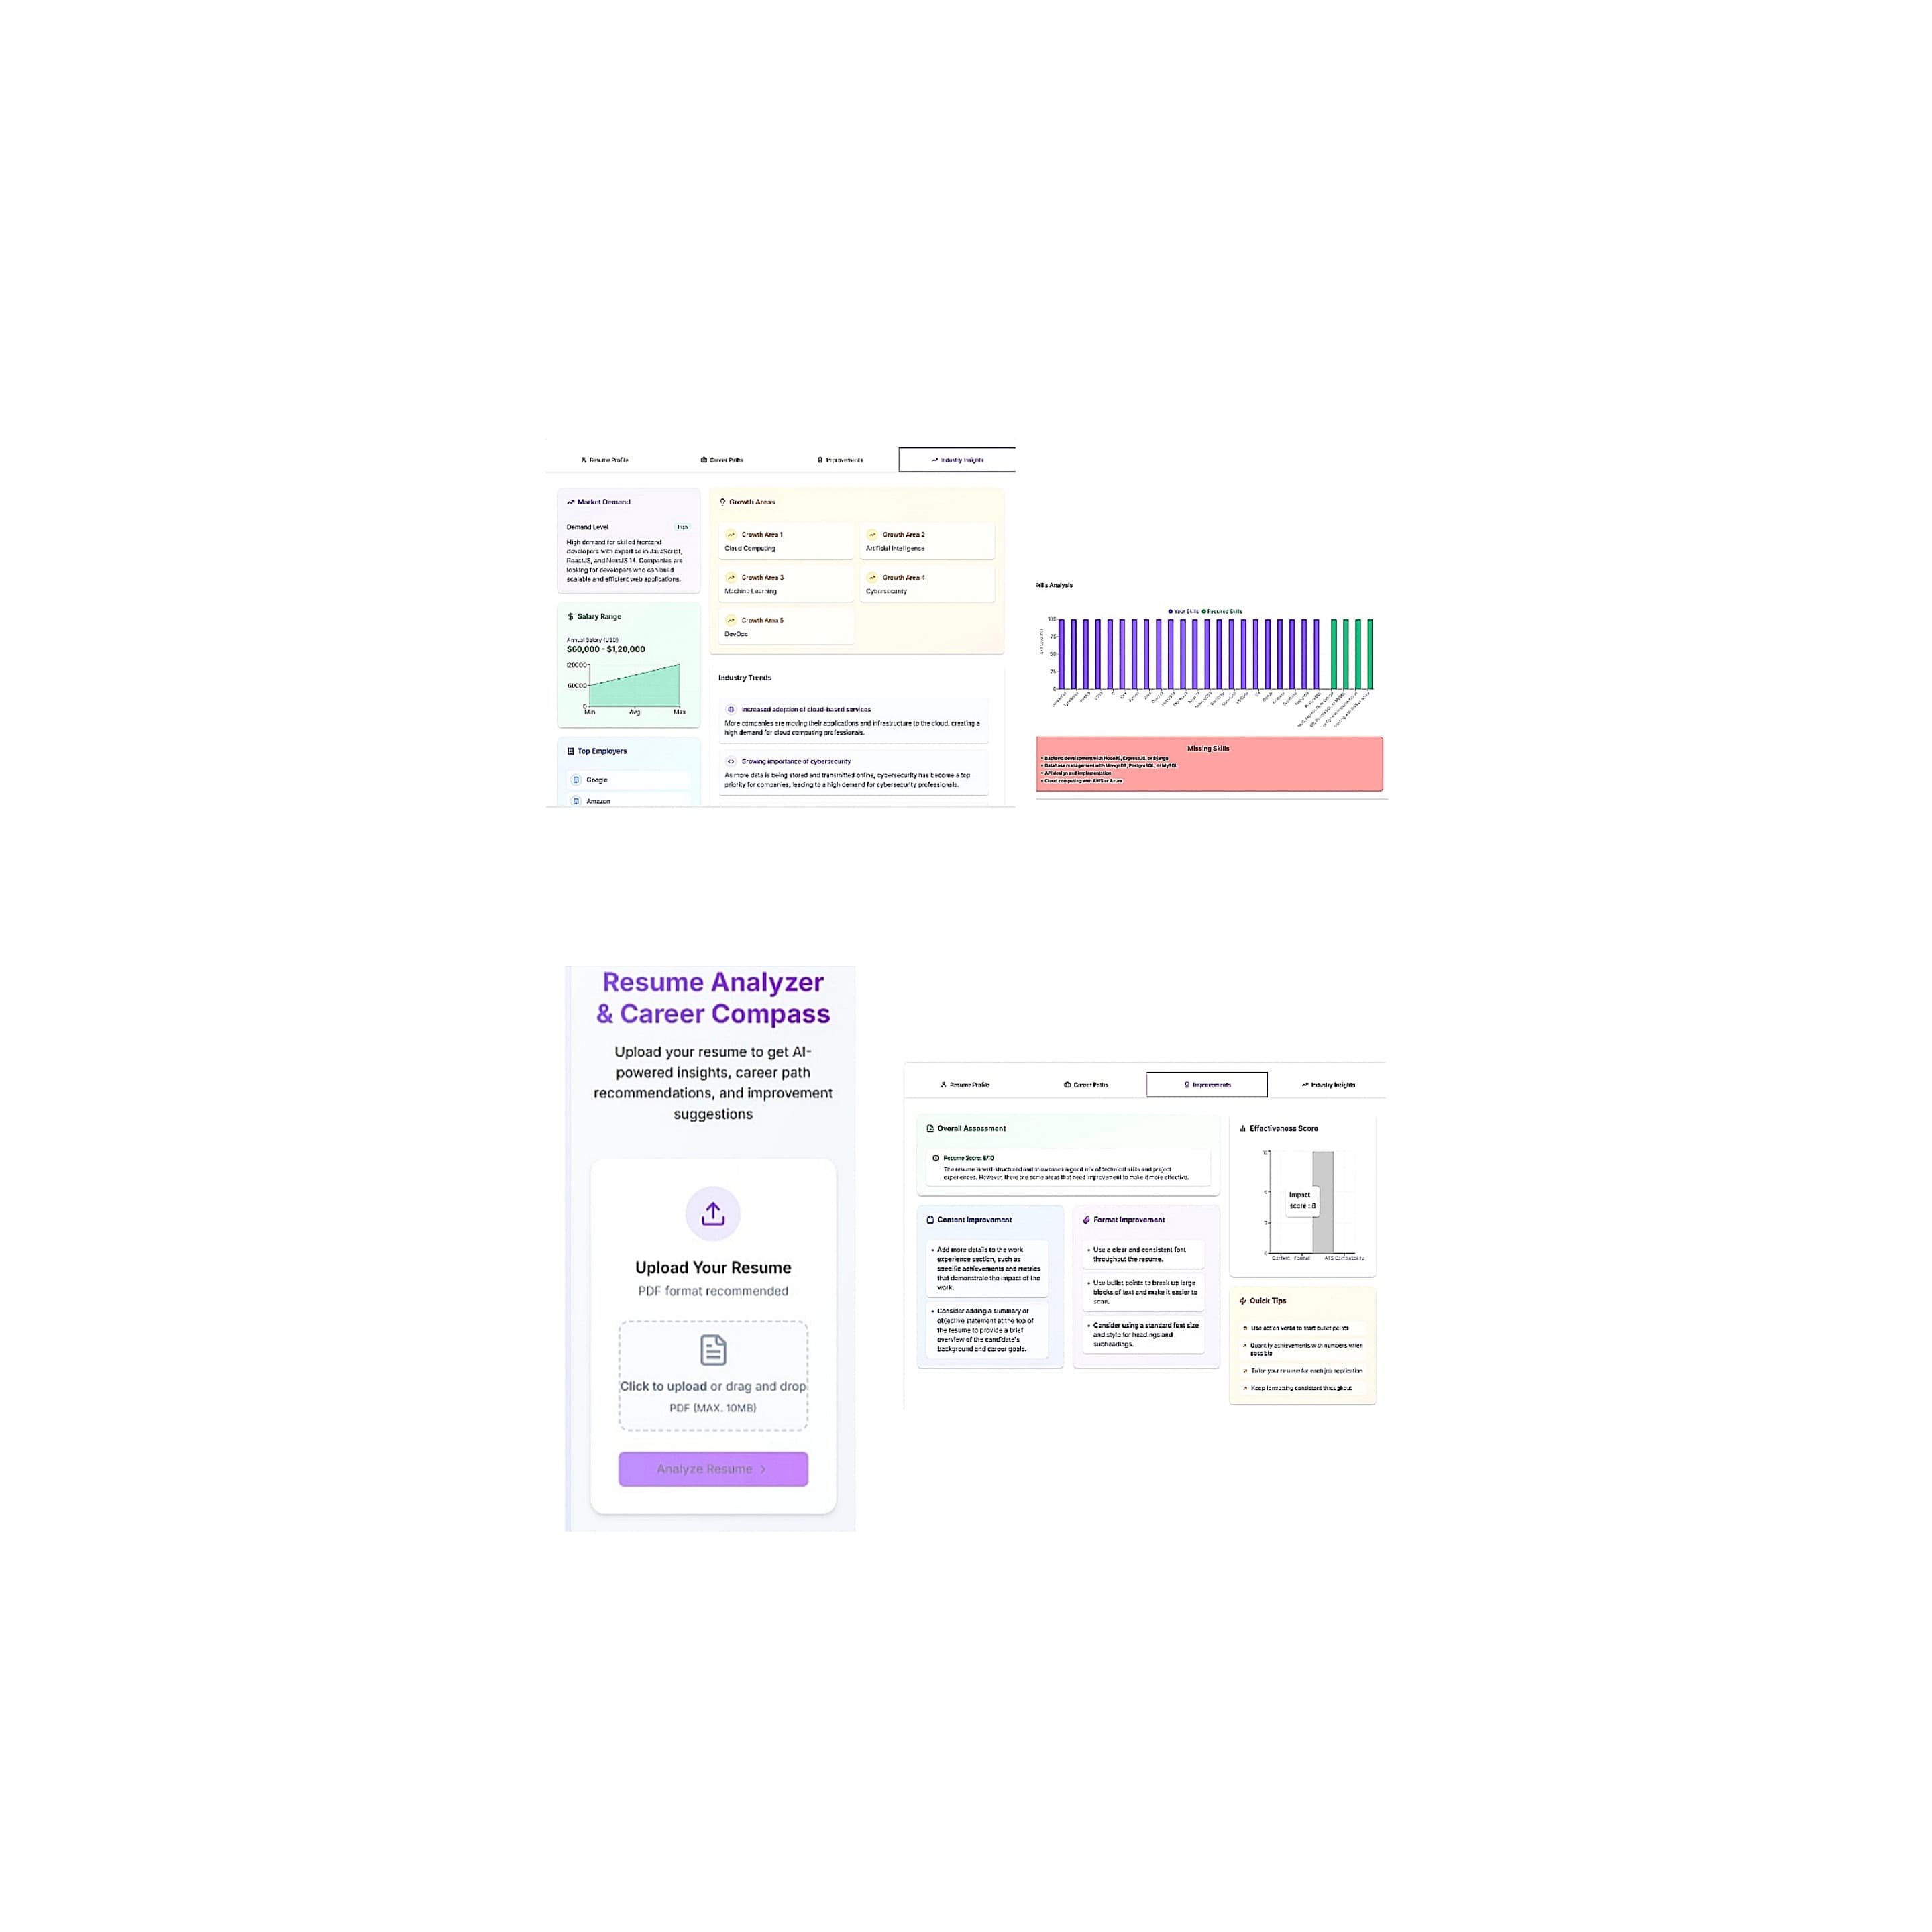 Resume Profile
Career Paths
Improvements
Industry Insights
Market Demand
Demand Level
High
High demand for skilled frontend
developers with expertise in JavaScript,
ReactJS, and NextJS 14. Companies are
looking for developers who can build
scalable and efficient web applications.
Salary Range
Annual Salary (USD)
$60,000 - $1,20,000
20000
60000
0
Min
Avg
Max
Top Employers
Google
Amazon
Growth Areas
Growth Area 1
Cloud Computing
Growth Area 2
Artificial Intelligence
Growth Area 3
Machine Learning
Growth Area 4
Cybersecurity
Growth Area 5
DevOps
Industry Trends
Increased adoption of cloud-based services
More companies are moving their applications and infrastructure to the cloud, creating a
high demand for cloud computing professionals.
Growing importance of cybersecurity
As more data is being stored and transmitted online, cybersecurity has become a top
priority for companies, leading to a high demand for cybersecurity professionals.
Skills Analysis
Your Skills
Required Skills
100
75
50
25
0
Missing Skills
• Backend development with NodeJS, ExpressJS, or Django
• Database management with MongoDB, PostgreSQL, or MySQL
• API design and implementation
• Cloud computing with AWS or Azure
Resume Analyzer
& Career Compass
Upload your resume to get AI-
powered insights, career path
recommendations, and improvement
suggestions
Upload Your Resume
PDF format recommended
Click to upload or drag and drop
PDF (MAX. 10MB)
Analyze Resume
Resume Profile
Career Paths
Improvements
Industry Insights
Overall Assessment
Resume Score: 8/10
The resume is well-structured and showcases a good mix of technical skills and project
experiences. However, there are some areas that need improvement to make it more effective.
Content Improvement
• Add more details to the work
experience section, such as
specific achievements and metrics
that demonstrate the impact of the
work.
• Consider adding a summary or
objective statement at the top of
the resume to provide a brief
overview of the candidate's
background and career goals.
Format Improvement
• Use a clear and consistent font
throughout the resume.
• Use bullet points to break up large
blocks of text and make it easier to
scan.
• Consider using a standard font size
and style for headings and
subheadings.
Effectiveness Score
Impact
score : 8
3
0
Content
Format
ATS Compatibility
Quick Tips
Use action verbs to start bullet points
Quantify achievements with numbers when
possible
Tailor your resume for each job application
Keep formatting consistent throughout